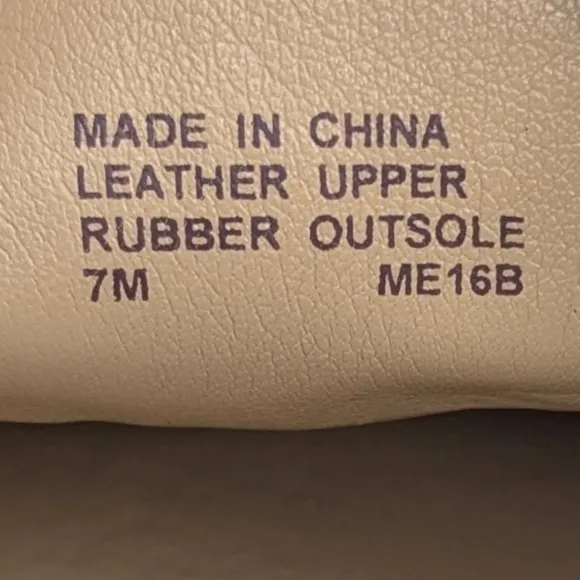 MADE IN CHINA
LEATHER UPPER
RUBBER OUTSOLE
7M ME16B